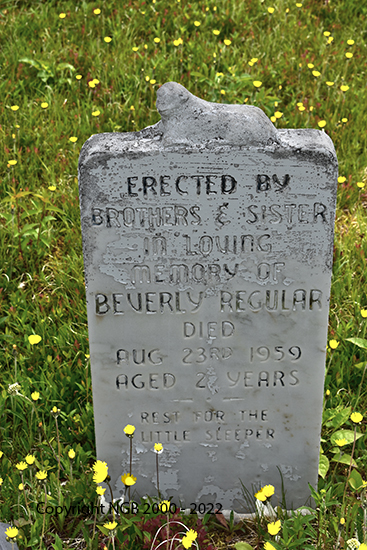 ERECTED BY
BROTHERS & SISTER
IN LOVING
MEMORY OF
BEVERLY REGULAR
DIED
AUG 23RD 1959
AGED 2 YEARS
REST FOR THE
LITTLE SLEEPER
Copyright NGB 2000 - 2022